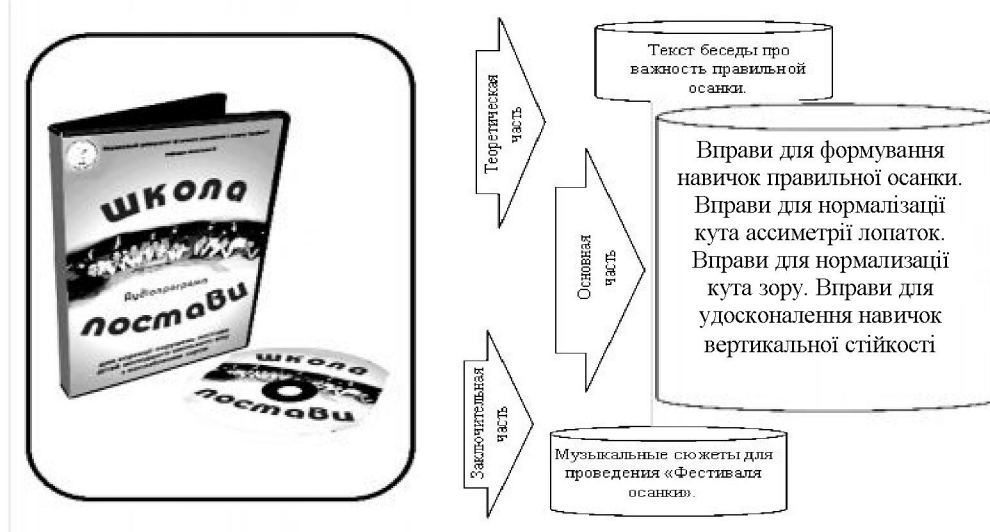 школа
Аудіопрограма
постави
школа
постави
Теоретическая
часть
Текст беседы про
важность правильной
осанки.
Основная
часть
Вправи для формування
навичок правильної осанки.
Вправи для нормалізації
кута ассиметрії лопаток.
Вправи для нормализації
кута зору. Вправи для
удосконалення навичок
вертикальної стійкості
Заключительная
часть
Музыкальные сюжеты для
проведения «Фестиваля
осанки».